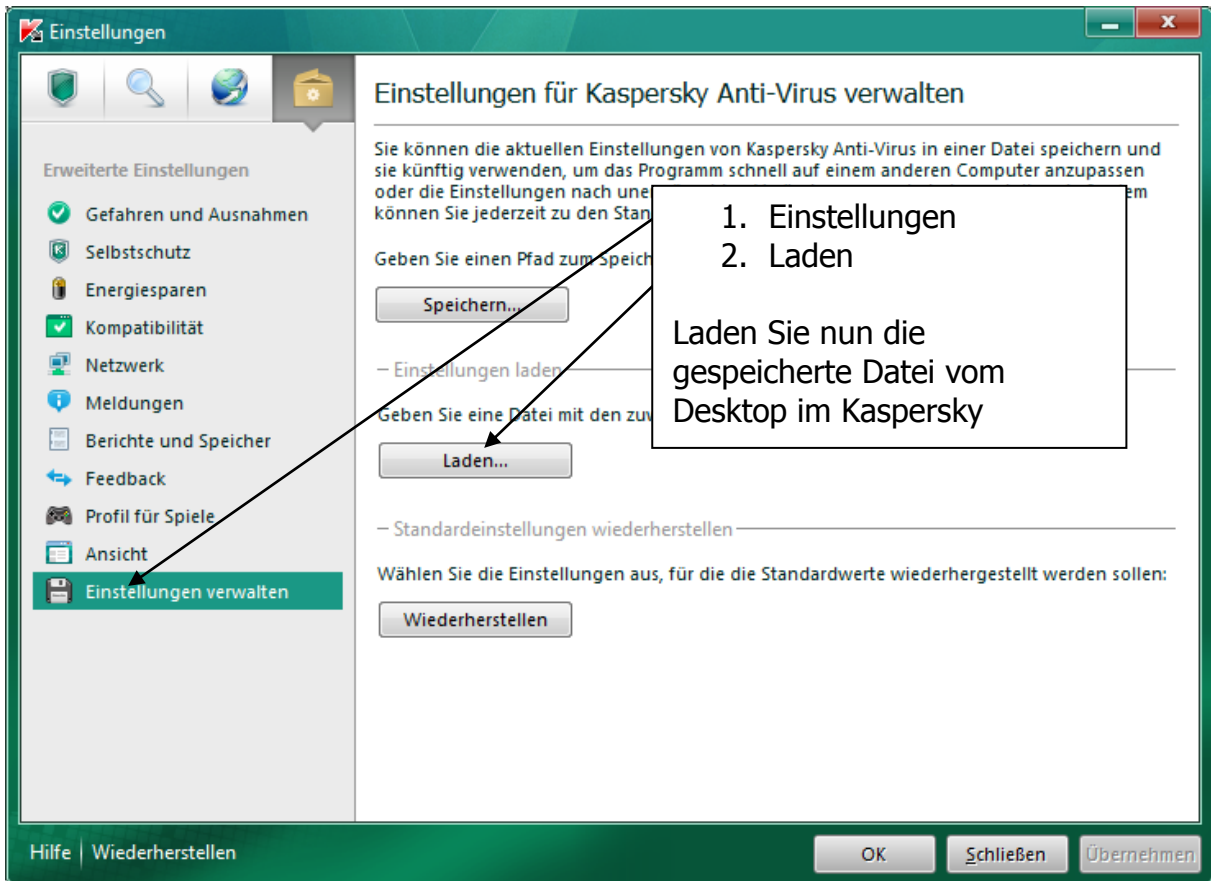 Einstellungen
Einstellungen für Kaspersky Anti-Virus verwalten
Sie können die aktuellen Einstellungen von Kaspersky Anti-Virus in einer Datei speichern und
sie künftig verwenden, um das Programm schnell auf einem anderen Computer anzupassen
oder die Einstellungen nach
können Sie jederzeit zu den
Geben Sie einen Pfad zum
Speichern...
Einstellungen laden
Geben Sie eine Datei mit den
Laden...
Standardeinstellungen wiederherstellen
Wählen Sie die Einstellungen aus, für die die Standardwerte wiederhergestellt werden sollen:
Wiederherstellen
1. Einstellungen
2. Laden
Laden Sie nun die
gespeicherte Datei vom
Desktop im Kaspersky
Erweiterte Einstellungen
Gefahren und Ausnahmen
Selbstschutz
Energiesparen
Kompatibilität
Netzwerk
Meldungen
Berichte und Speicher
Feedback
Profil für Spiele
Ansicht
Einstellungen verwalten
Hilfe
Wiederherstellen
OK
Schließen
Übernehmen